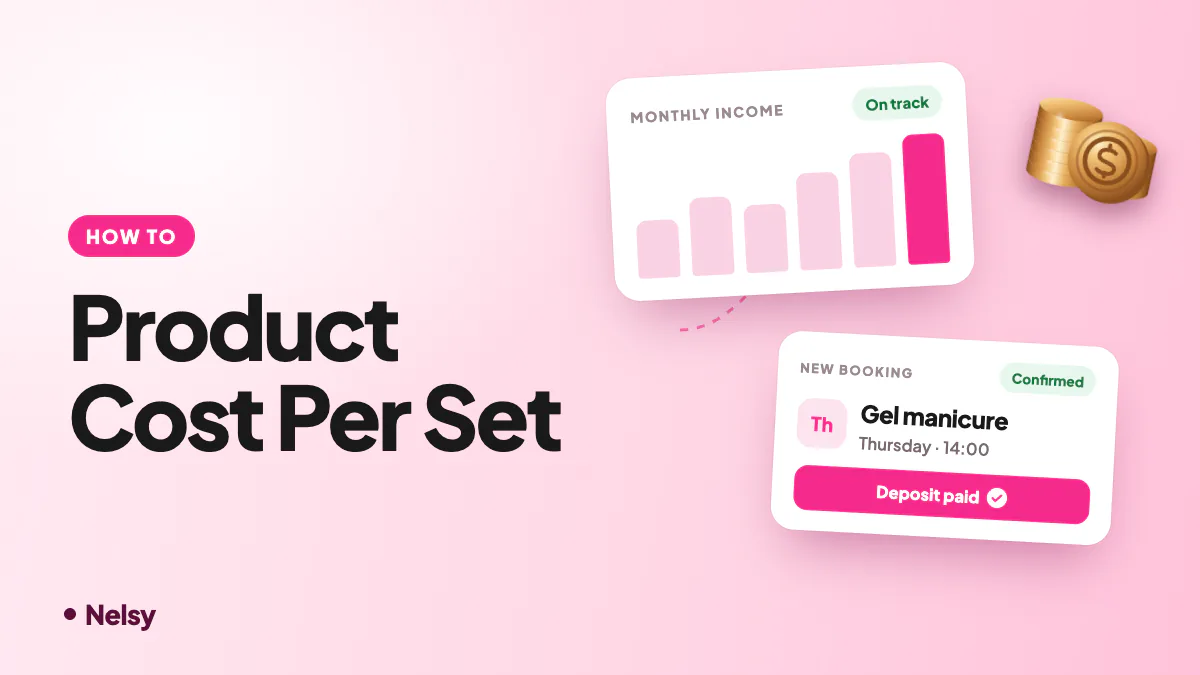 HOW TO
Product
Cost Per Set
Nelsy
MONTHLY INCOME
On track
$
NEW BOOKING
Confirmed
Th
Gel manicure
Thursday · 14:00
Deposit paid